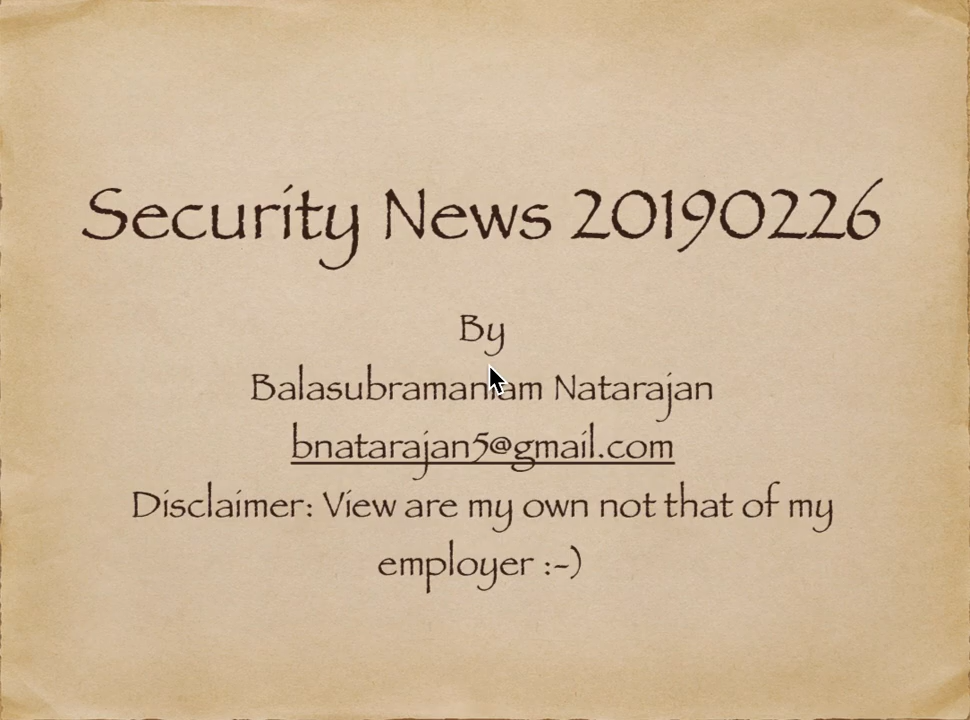 Security News 20190226
By
Balasubramaniam Natarajan
bnatarajan5@gmail.com
Disclaimer: View are my own not that of my
employer :-)